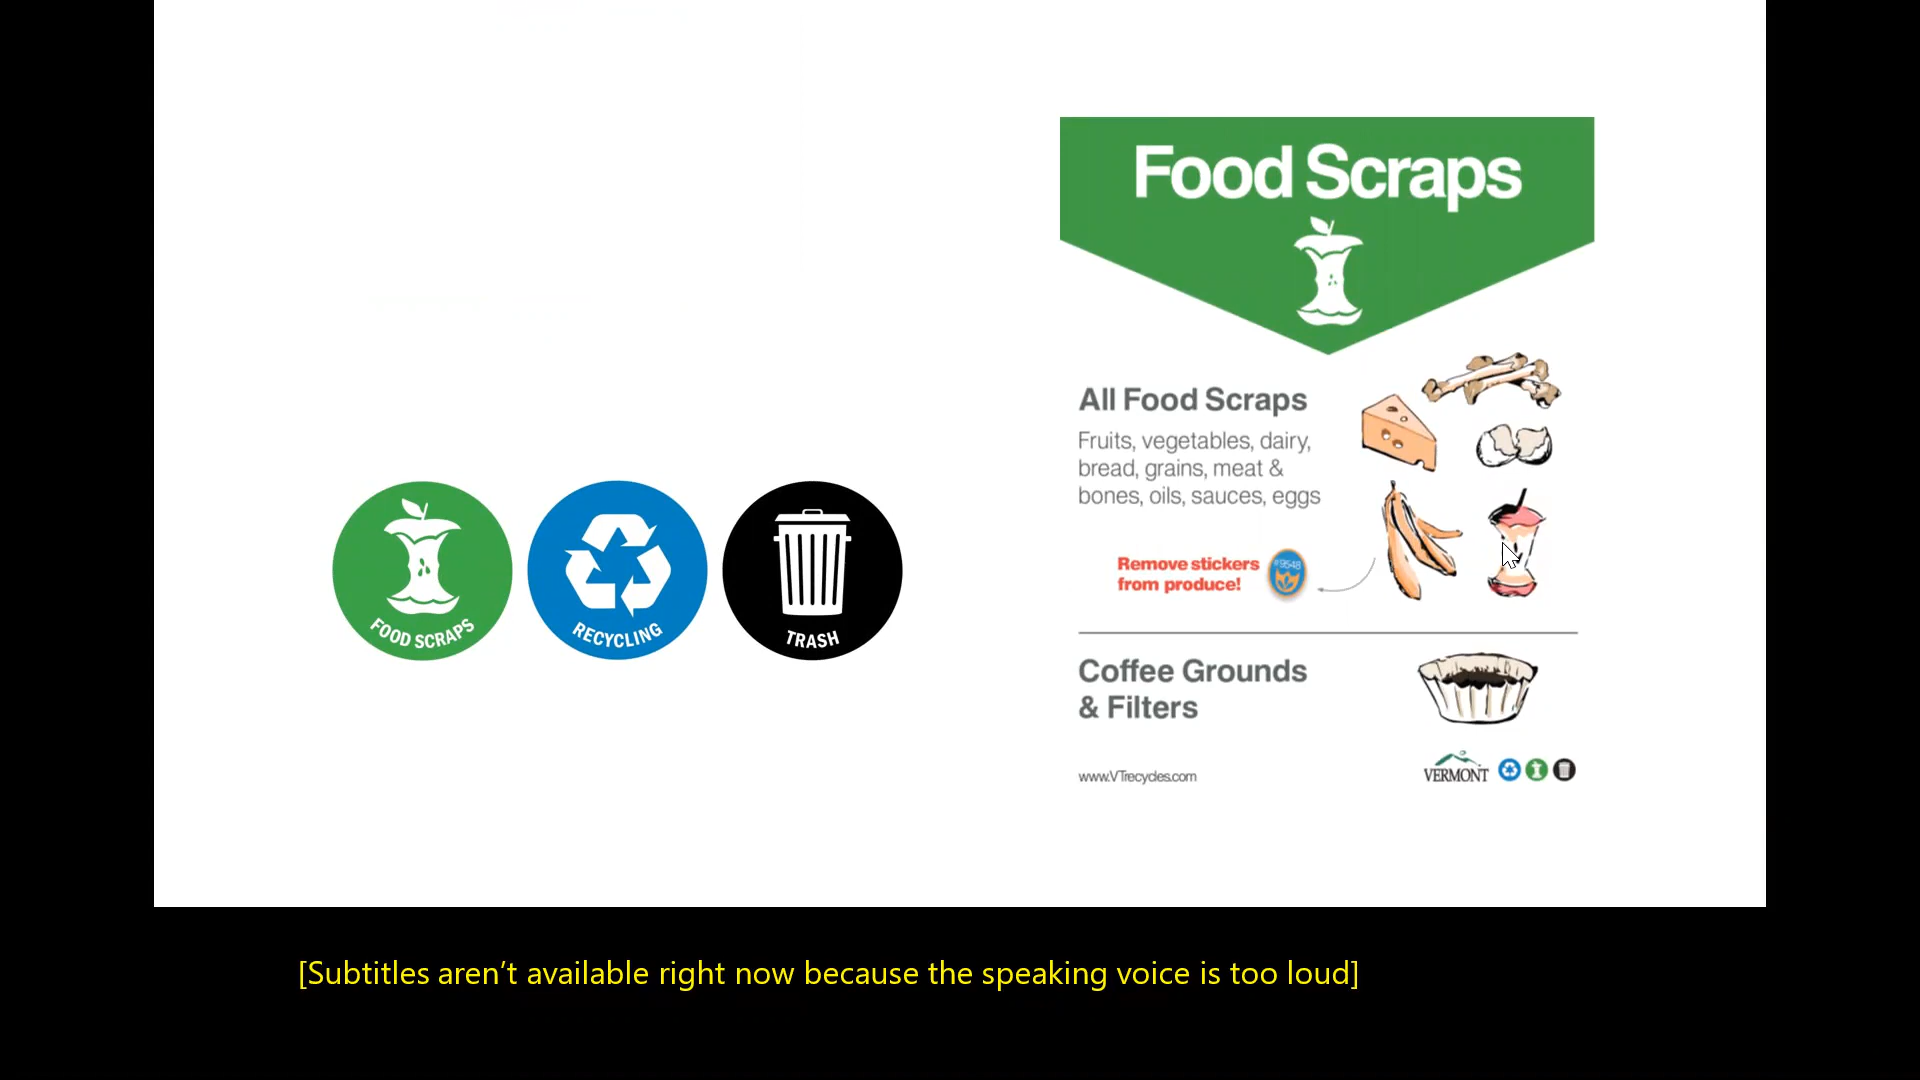 Food Scraps
All Food Scraps
Fruits, vegetables, dairy,
bread, grains, meat &
bones, oils, sauces, eggs
Remove stickers
from produce!
#9548
Coffee Grounds
& Filters
www.VTrecycles.com
VERMONT
FOOD SCRAPS
RECYCLING
TRASH
[Subtitles aren’t available right now because the speaking voice is too loud]